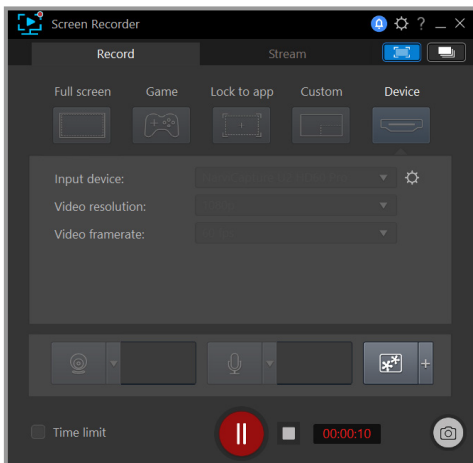 Screen Recorder
Record
Stream
Full screen
Game
Lock to app
Custom
Device
Input device:
Video resolution:
Video framerate:
Time limit
00:00:10